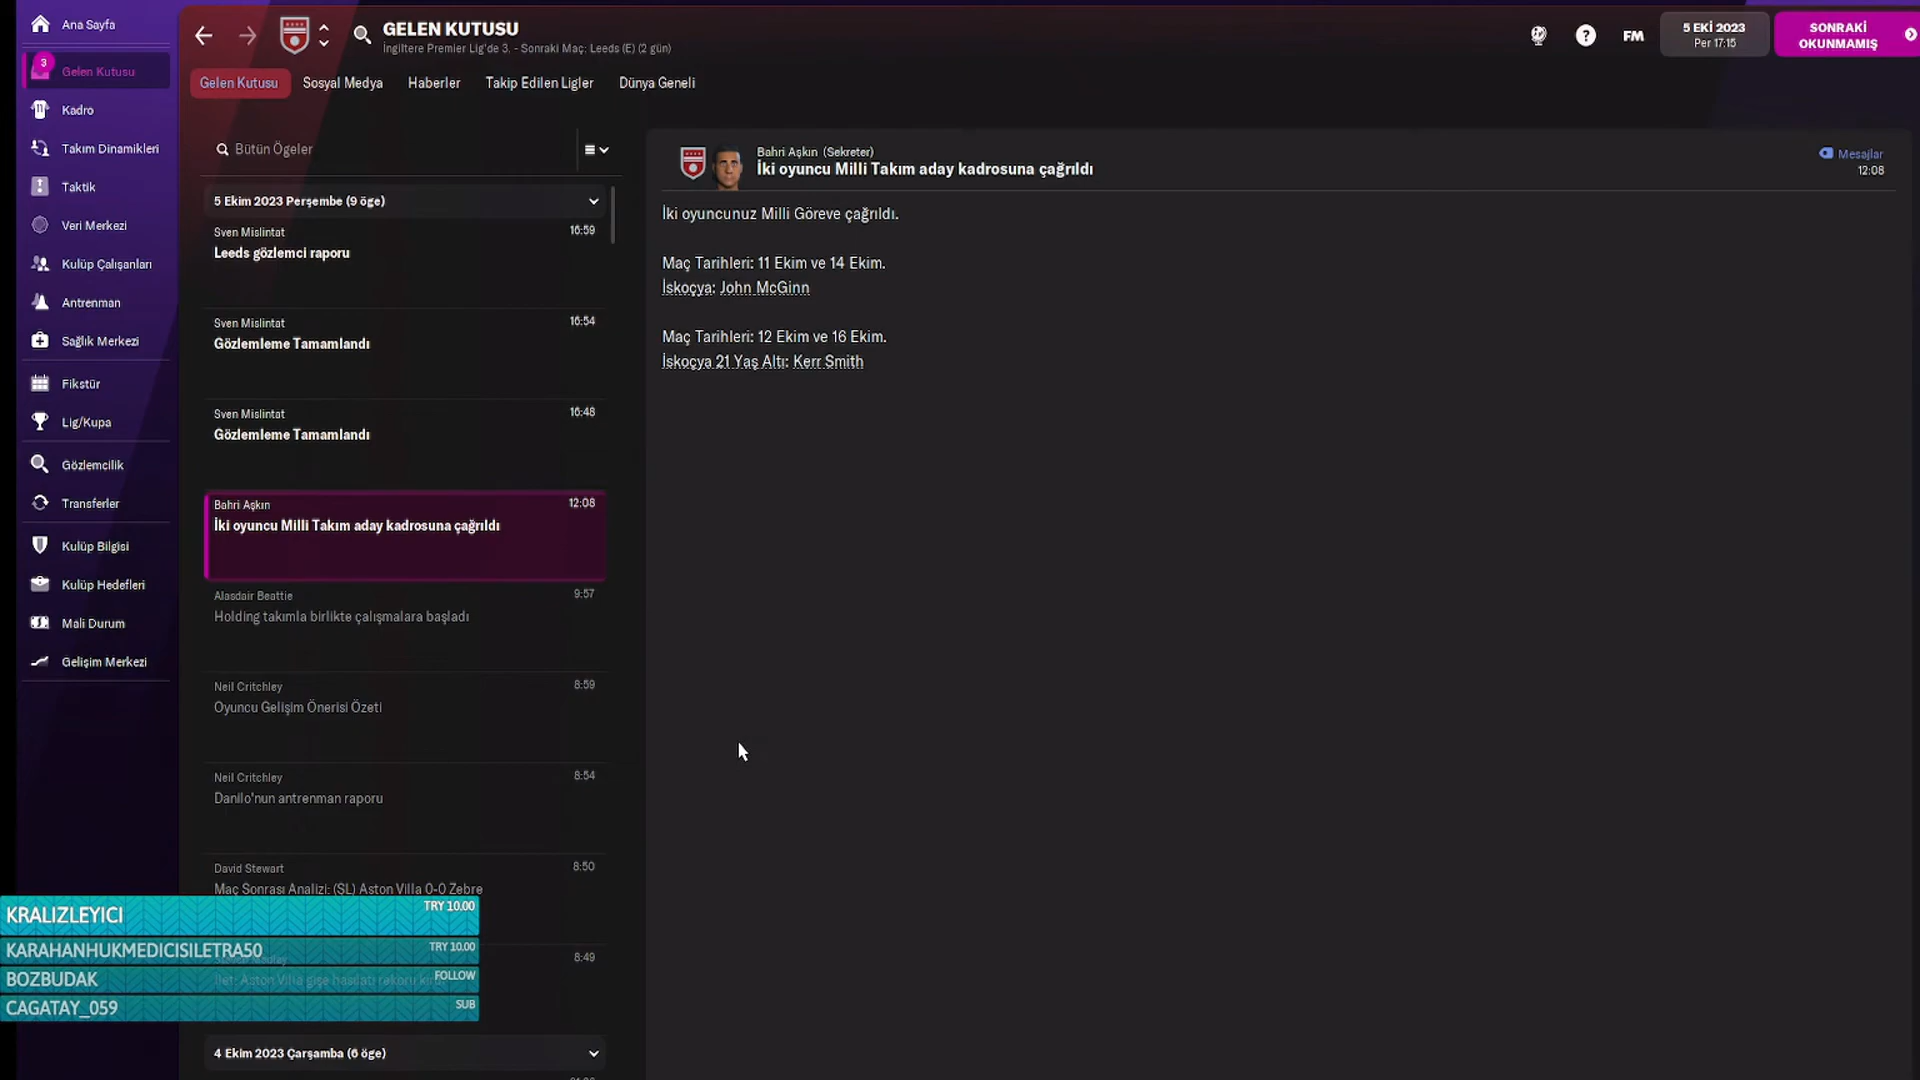 Ana Sayfa
3
Gelen Kutusu
Kadro
Takım Dinamikleri
Taktik
Veri Merkezi
Kulüp Çalışanları
Antrenman
Sağlık Merkezi
Fikstür
Lig/Kupa
Gözlemcilik
Transferler
Kulüp Bilgisi
Kulüp Hedefleri
Mali Durum
Gelişim Merkezi
GELEN KUTUSU
İngiltere Premier Lig'de 3. - Sonraki Maç: Leeds (E) (2 gün)
FM
5 EKİ 2023
Per 17:15
SONRAKİ
OKUNMAMIŞ
Gelen Kutusu
Sosyal Medya
Haberler
Takip Edilen Ligler
Dünya Geneli
Bütün Ögeler
5 Ekim 2023 Perşembe (9 öge)
Sven Mislintat 16:59
Leeds gözlemci raporu
Sven Mislintat 16:54
Gözlemleme Tamamlandı
Sven Mislintat 16:48
Gözlemleme Tamamlandı
Bahri Aşkın 12:08
İki oyuncu Milli Takım aday kadrosuna çağrıldı
Alasdair Beattie 9:57
Holding takımla birlikte çalışmalara başladı
Neil Critchley 8:59
Oyuncu Gelişim Önerisi Özeti
Neil Critchley 8:54
Danilo'nun antrenman raporu
David Stewart 8:50
Maç Sonrası Analizi: (SL) Aston Villa 0-0 Zebre
8:49
Aston Villa gişe hasılatı rekoru
4 Ekim 2023 Çarşamba (6 öge)
Bahri Aşkın (Sekreter)
İki oyuncu Milli Takım aday kadrosuna çağrıldı
Mesajlar
12:08
İki oyuncunuz Milli Göreve çağrıldı.
Maç Tarihleri: 11 Ekim ve 14 Ekim.
İskoçya: John McGinn
Maç Tarihleri: 12 Ekim ve 16 Ekim.
İskoçya 21 Yaş Altı: Kerr Smith
KRALIZLEYICI TRY 10.00
KARAHANHUKMEDICISILETRA50 TRY 10.00
BOZBUDAK FOLLOW
CAGATAY_059 SUB